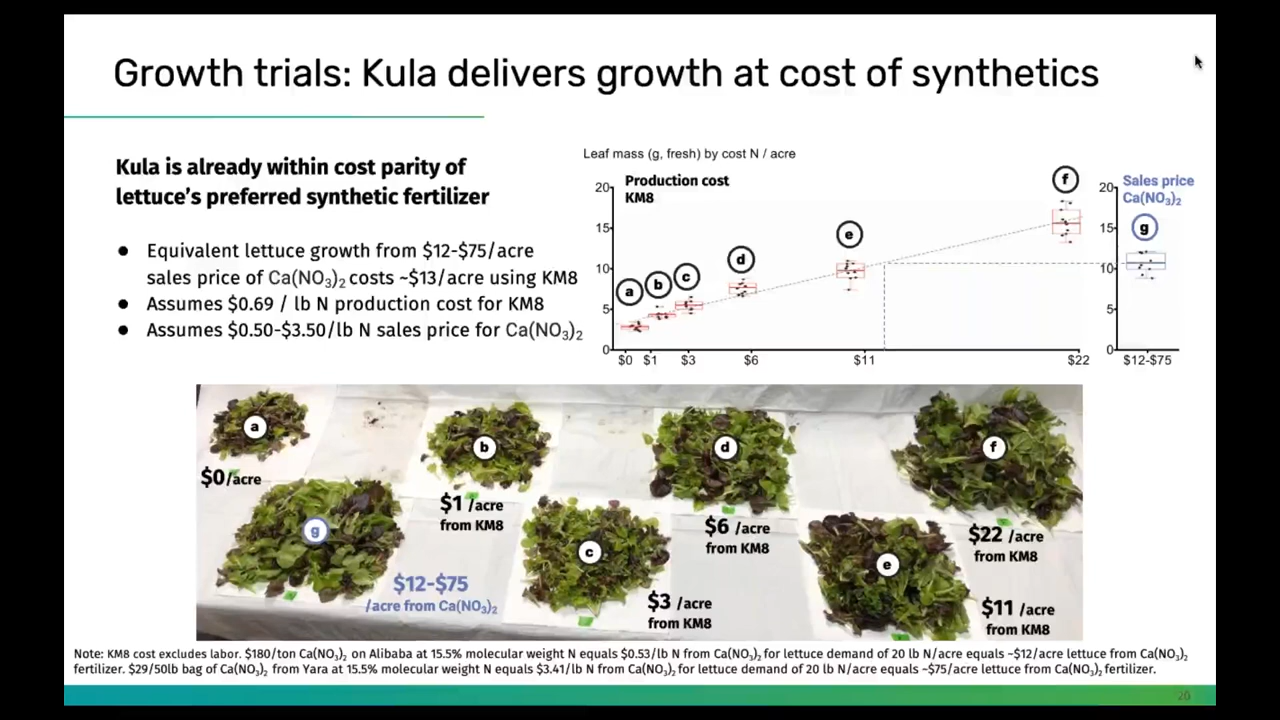 Growth trials: Kula delivers growth at cost of synthetics
Kula is already within cost parity of
lettuce's preferred synthetic fertilizer
● Equivalent lettuce growth from $12-$75/acre
sales price of Ca(NO₃)₂ costs ~$13/acre using KM8
● Assumes $0.69 / lb N production cost for KM8
● Assumes $0.50-$3.50/lb N sales price for Ca(NO₃)₂
Leaf mass (g, fresh) by cost N / acre
Production cost
KM8
20
15
10
5
0
a
b
c
d
e
f
$0 $1 $3 $6 $11 $22
Sales price
Ca(NO₃)₂
20
15
10
5
0
g
$12-$75
a
$0/acre
b
$1 /acre
from KM8
c
$3 /acre
from KM8
d
$6 /acre
from KM8
e
$11 /acre
from KM8
f
$22 /acre
from KM8
g
$12-$75
/acre from Ca(NO₃)₂
Note: KM8 cost excludes labor. $180/ton Ca(NO₃)₂ on Alibaba at 15.5% molecular weight N equals $0.53/lb N from Ca(NO₃)₂ for lettuce demand of 20 lb N/acre equals ~$12/acre lettuce from Ca(NO₃)₂
fertilizer. $29/50lb bag of Ca(NO₃)₂ from Yara at 15.5% molecular weight N equals $3.41/lb N from Ca(NO₃)₂ for lettuce demand of 20 lb N/acre equals ~$75/acre lettuce from Ca(NO₃)₂ fertilizer.
20